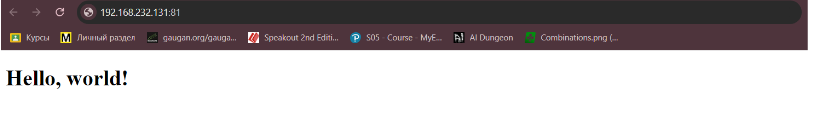 192.168.232.131:81
Курсы Личный раздел gaugan.org/gauga... Speakout 2nd Editi... S05 - Course - MyE... AI Dungeon Combinations.png (...
Hello, world!